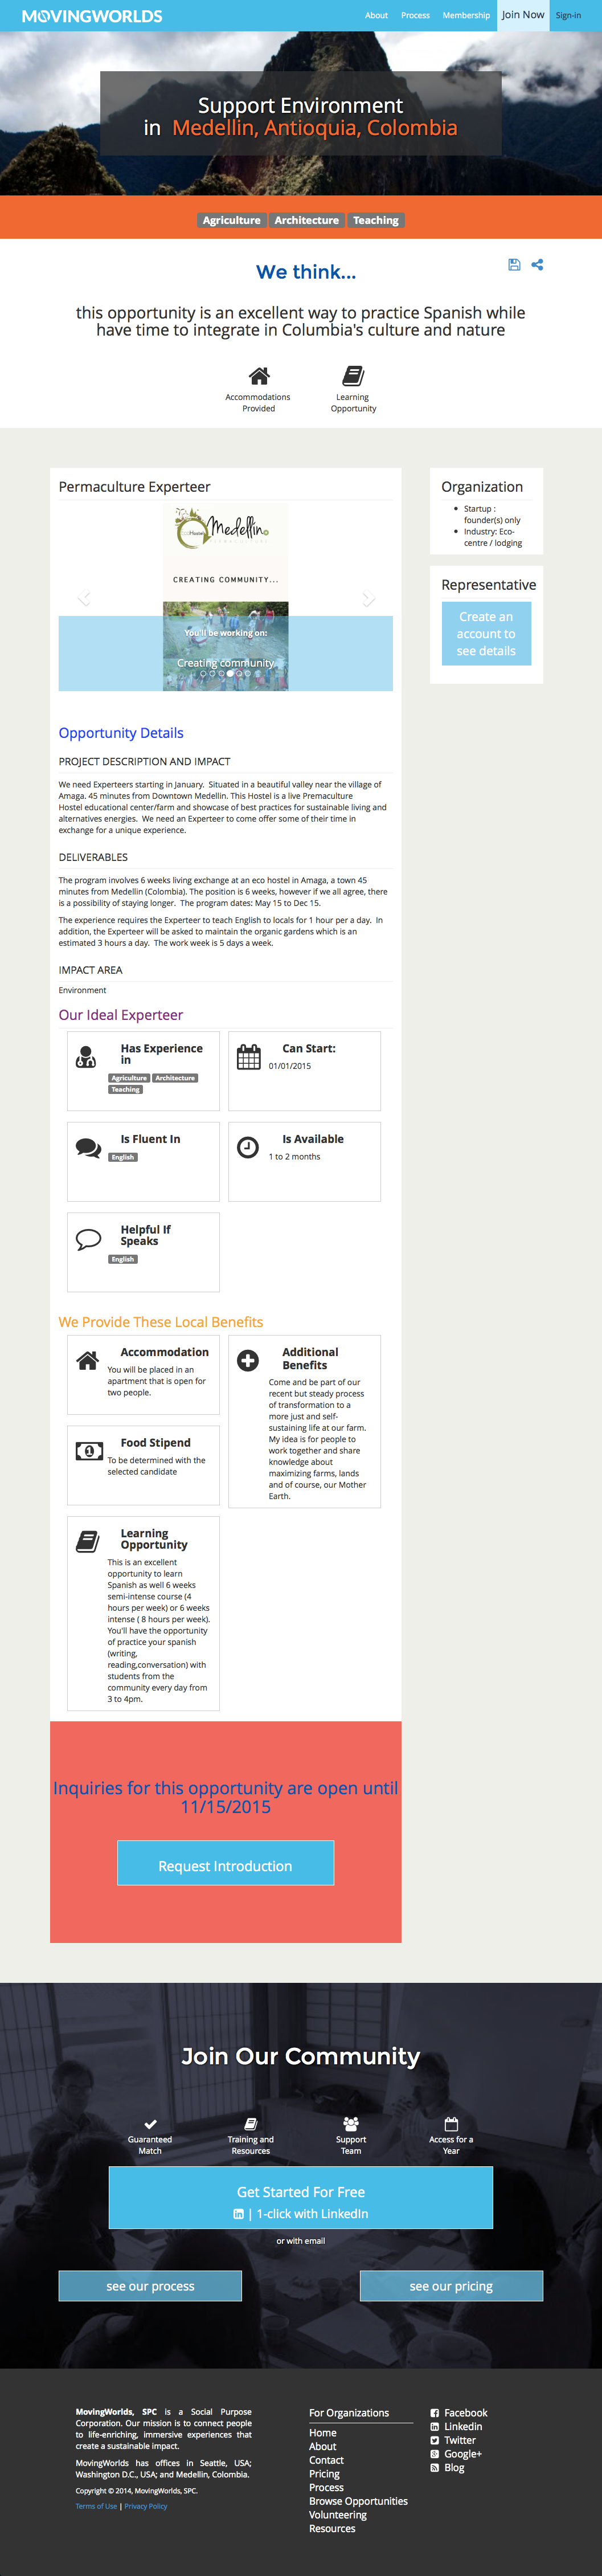 MOVINGWORLDS
About Process Membership Join Now Sign-in
Support Environment
in Medellin, Antioquia, Colombia
Agriculture Architecture Teaching
We think...
this opportunity is an excellent way to practice Spanish while
have time to integrate in Columbia's culture and nature
Accommodations
Provided
Learning
Opportunity
Permaculture Experteer
Medellin
CREATING COMMUNITY...
You'll be working on:
Creating community
Organization
Startup :
founder(s) only
Industry: Eco-
centre / lodging
Representative
Create an
account to
see details
Opportunity Details
PROJECT DESCRIPTION AND IMPACT
We need Experteers starting in January. Situated in a beautiful valley near the village of
Amaga. 45 minutes from Downtown Medellin. This Hostel is a live Premaculture
Hostel educational center/farm and showcase of best practices for sustainable living and
alternatives energies. We need an Experteer to come offer some of their time in
exchange for a unique experience.
DELIVERABLES
The program involves 6 weeks living exchange at an eco hostel in Amaga, a town 45
minutes from Medellin (Colombia). The position is 6 weeks, however if we all agree, there
is a possibility of staying longer. The program dates: May 15 to Dec 15.
The experience requires the Experteer to teach English to locals for 1 hour per a day. In
addition, the Experteer will be asked to maintain the organic gardens which is an
estimated 3 hours a day. The work week is 5 days a week.
IMPACT AREA
Environment
Our Ideal Experteer
Has Experience
in
Agriculture Architecture
Teaching
Can Start:
01/01/2015
Is Fluent In
English
Is Available
1 to 2 months
Helpful If
Speaks
English
We Provide These Local Benefits
Accommodation
You will be placed in an
apartment that is open for
two people.
Additional
Benefits
Come and be part of our
recent but steady process
of transformation to a
more just and self-
sustaining life at our farm.
My idea is for people to
work together and share
knowledge about
maximizing farms, lands
and of course, our Mother
Earth.
Food Stipend
To be determined with the
selected candidate
Learning
Opportunity
This is an excellent
opportunity to learn
Spanish as well 6 weeks
semi-intense course (4
hours per week) or 6 weeks
intense ( 8 hours per week).
You'll have the opportunity
of practice your spanish
(writing,
reading,conversation) with
students from the
community every day from
3 to 4pm.
Inquiries for this opportunity are open until
11/15/2015
Request Introduction
Join Our Community
Guaranteed
Match
Training and
Resources
Support
Team
Access for a
Year
Get Started For Free
| 1-click with LinkedIn
or with email
see our process
see our pricing
MovingWorlds, SPC is a Social Purpose
Corporation. Our mission is to connect people
to life-enriching, immersive experiences that
create a sustainable impact.
MovingWorlds has offices in Seattle, USA;
Washington D.C., USA; and Medellin, Colombia.
Copyright © 2014, MovingWorlds, SPC.
Terms of Use | Privacy Policy
For Organizations
Home
About
Contact
Pricing
Process
Browse Opportunities
Volunteering
Resources
Facebook
Linkedin
Twitter
Google+
Blog